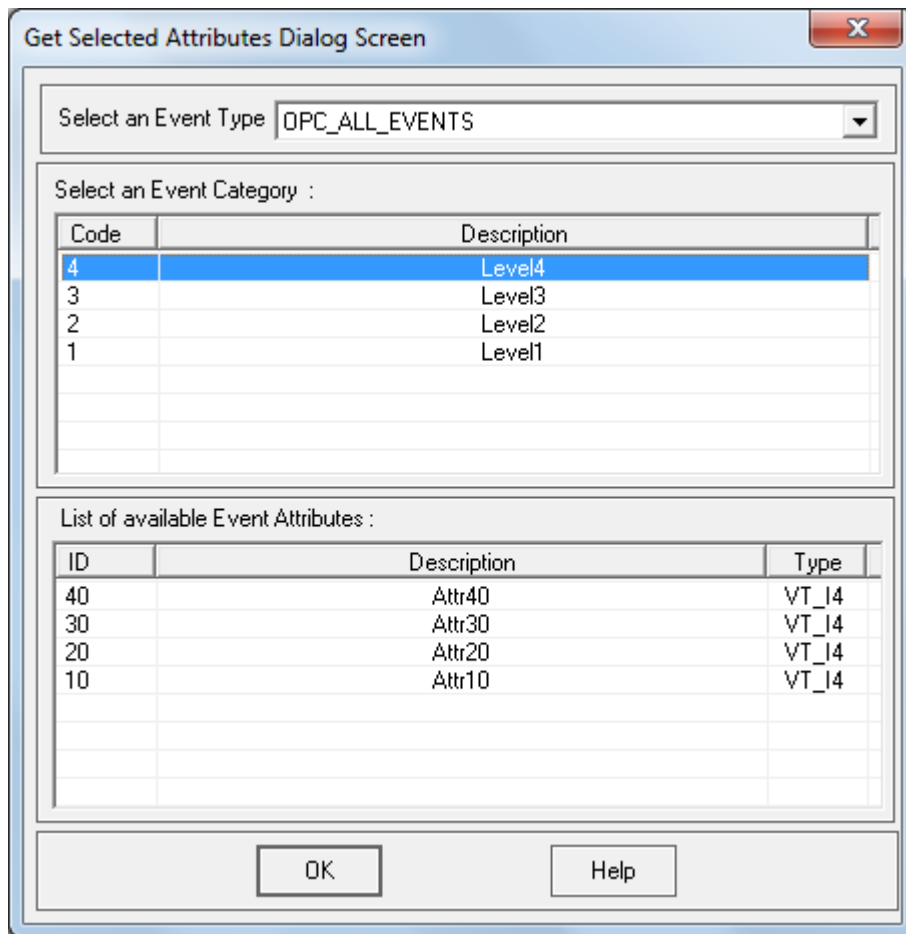 Get Selected Attributes Dialog Screen
x
Select an Event Type OPC_ALL_EVENTS
Select an Event Category :
Code Description
4 Level4
3 Level3
2 Level2
1 Level1
List of available Event Attributes :
ID Description Type
40 Attr40 VT_I4
30 Attr30 VT_I4
20 Attr20 VT_I4
10 Attr10 VT_I4
OK Help